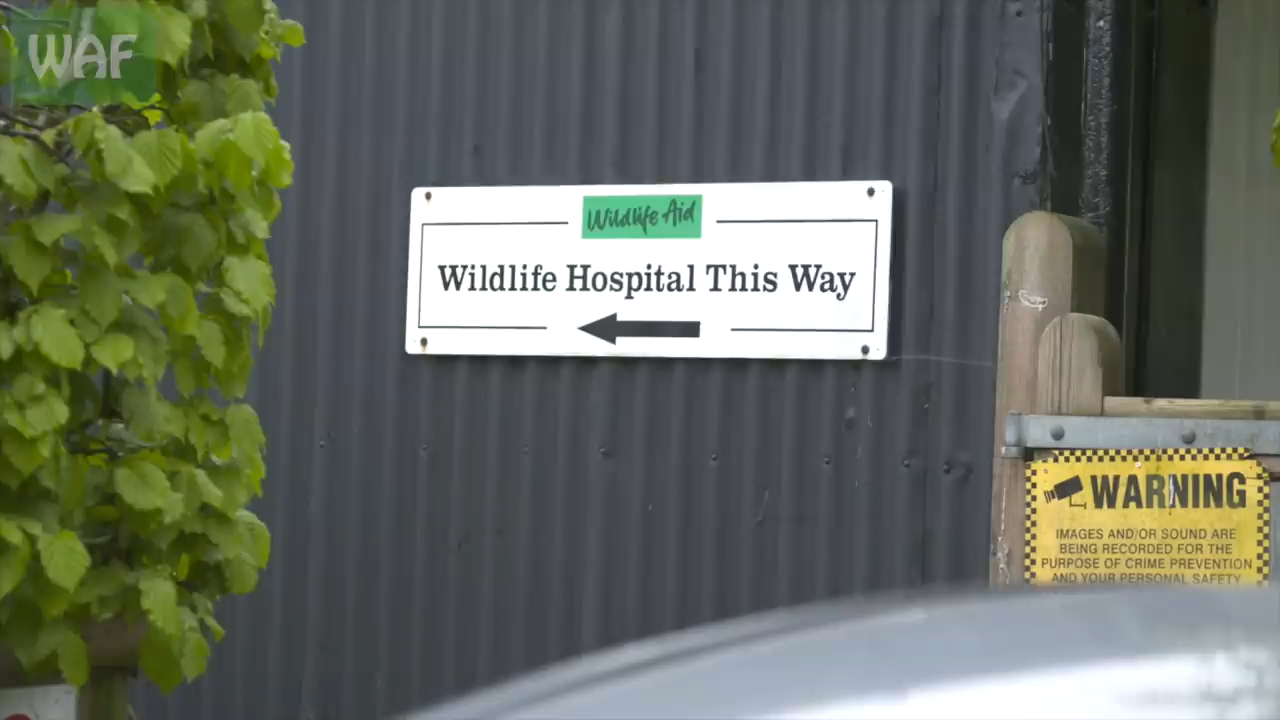 WAF
Wildlife Aid
Wildlife Hospital This Way
WARNING
IMAGES AND/OR SOUND ARE
BEING RECORDED FOR THE
PURPOSE OF CRIME PREVENTION
AND YOUR PERSONAL SAFETY